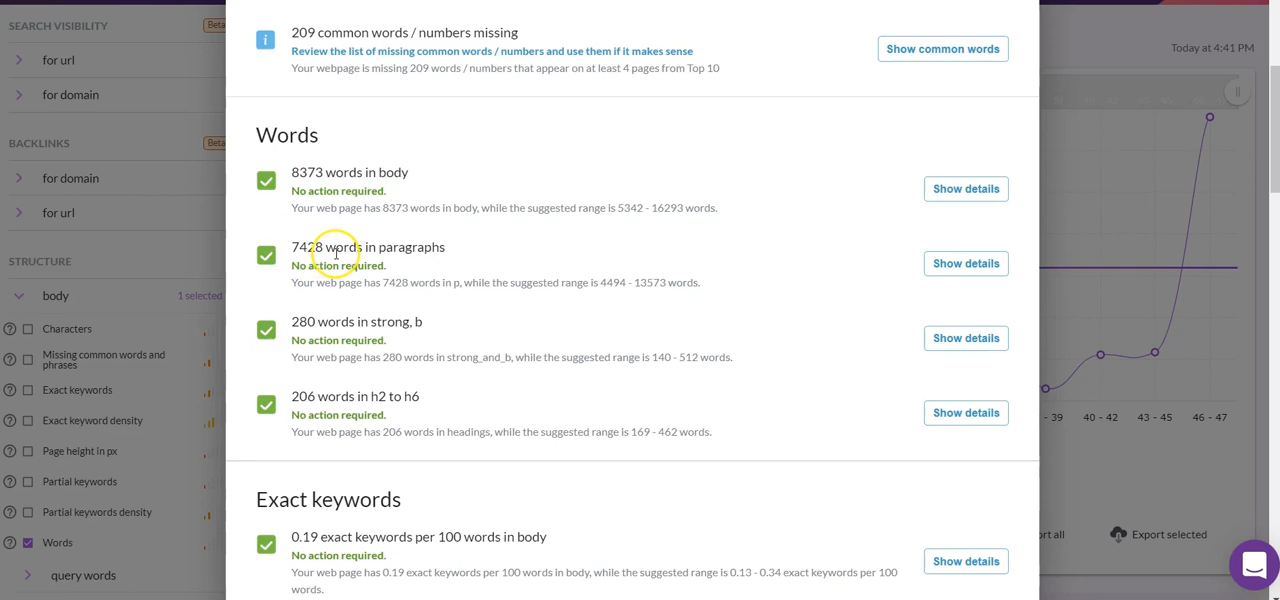 SEARCH VISIBILITY
Beta
for url
for domain
BACKLINKS
Beta
for domain
for url
STRUCTURE
body
1 selected
Characters
Missing common words and
phrases
Exact keywords
Exact keyword density
Page height in px
Partial keywords
Partial keywords density
Words
query words
209 common words / numbers missing
Review the list of missing common words / numbers and use them if it makes sense
Your webpage is missing 209 words / numbers that appear on at least 4 pages from Top 10
Show common words
Words
8373 words in body
No action required.
Your web page has 8373 words in body, while the suggested range is 5342 - 16293 words.
Show details
7428 words in paragraphs
No action required.
Your web page has 7428 words in p, while the suggested range is 4494 - 13573 words.
Show details
280 words in strong, b
No action required.
Your web page has 280 words in strong_and_b, while the suggested range is 140 - 512 words.
Show details
206 words in h2 to h6
No action required.
Your web page has 206 words in headings, while the suggested range is 169 - 462 words.
Show details
Exact keywords
0.19 exact keywords per 100 words in body
No action required.
Your web page has 0.19 exact keywords per 100 words in body, while the suggested range is 0.13 - 0.34 exact keywords per 100
words.
Show details
Today at 4:41 PM
- 39
40 - 42
43 - 45
46 - 47
ort all
Export selected